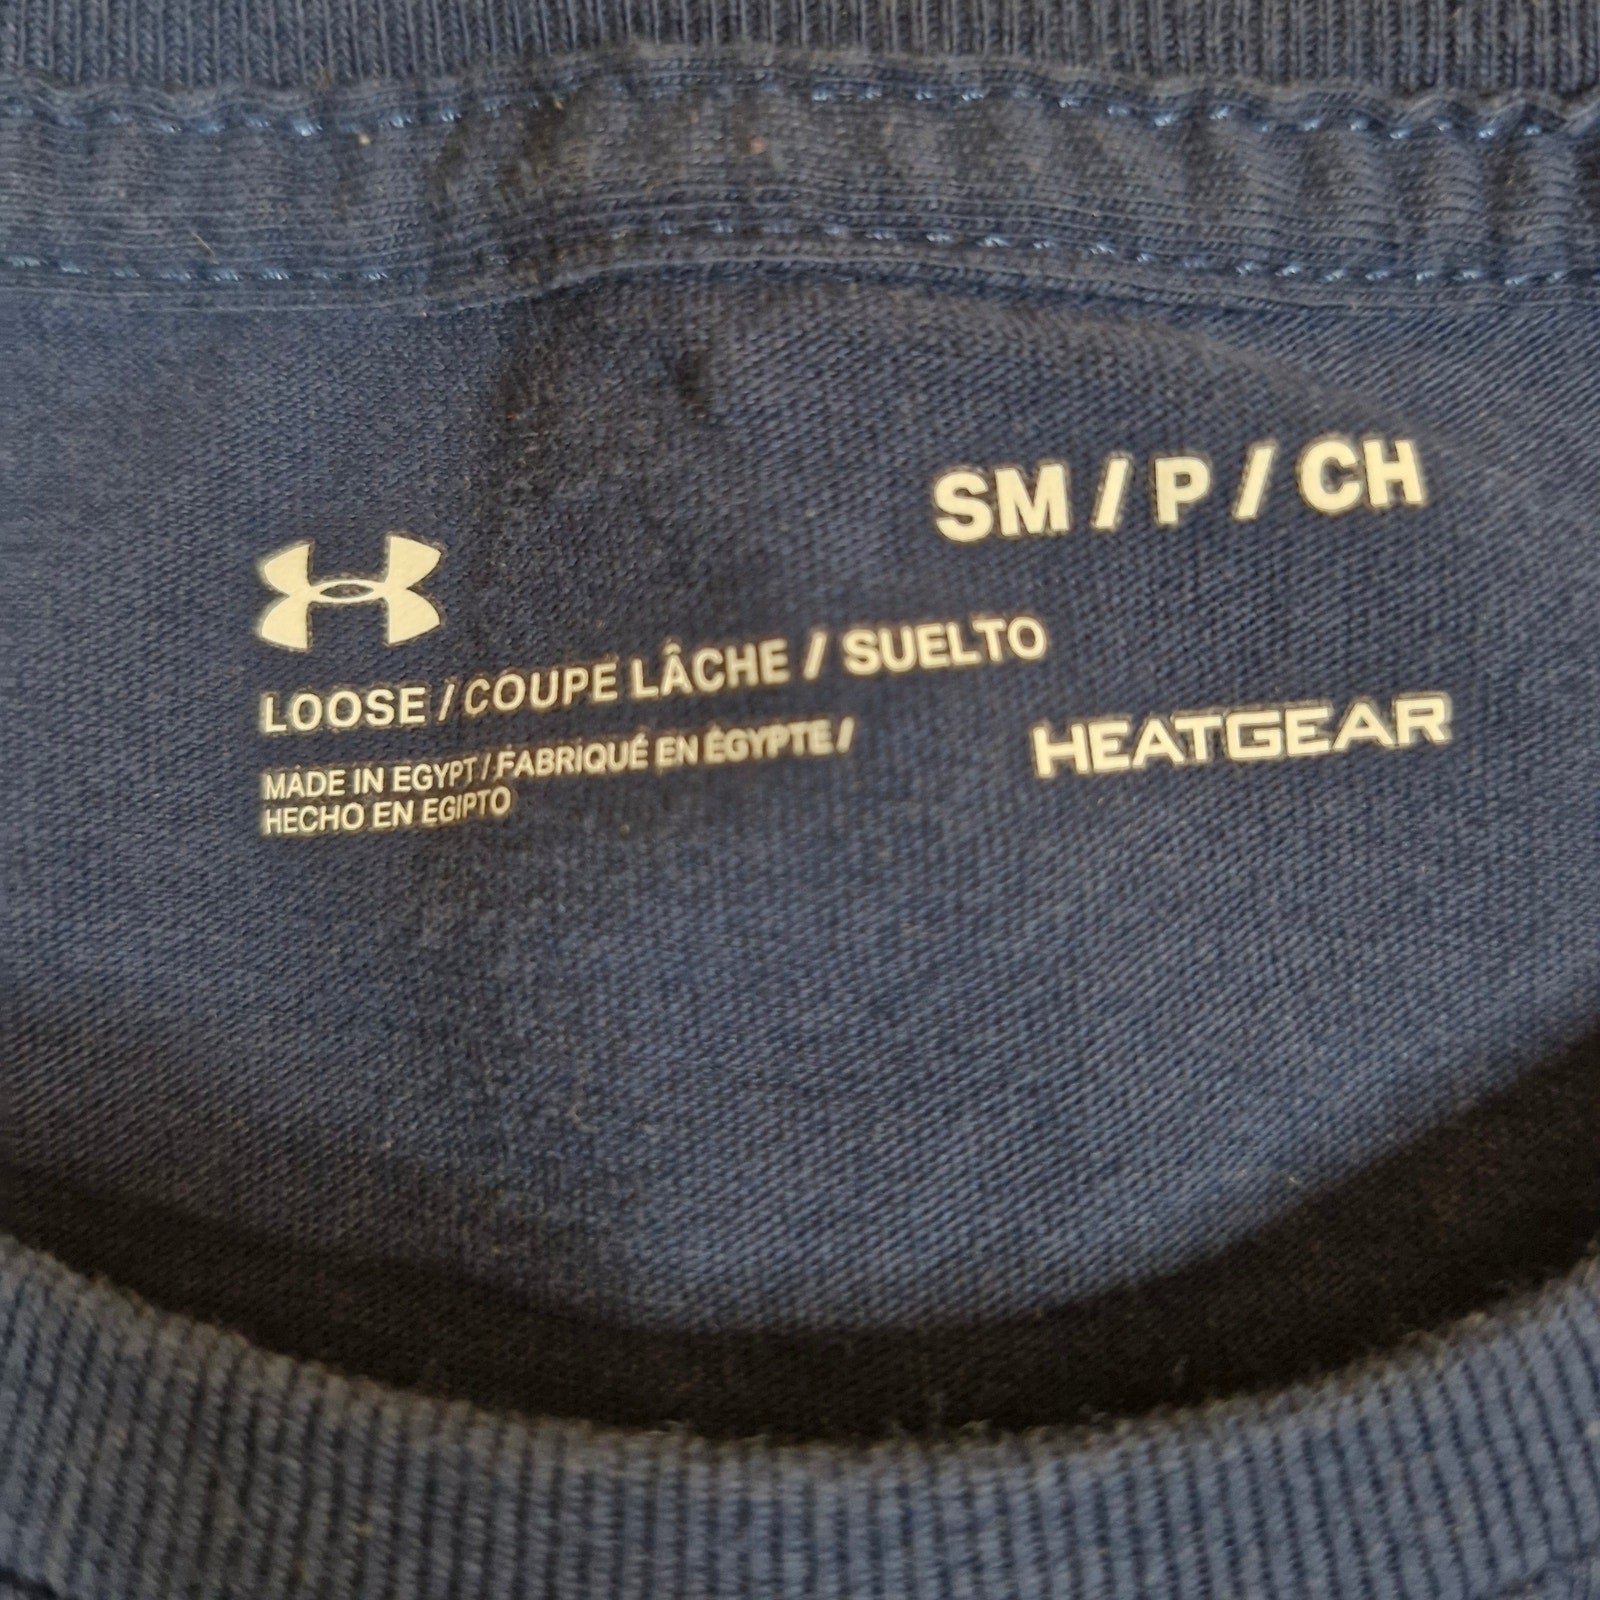 SM / P / CH
LOOSE / COUPE LÂCHE / SUELTO
HEATGEAR
MADE IN EGYPT / FABRIQUÉ EN ÉGYPTE /
HECHO EN EGIPTO